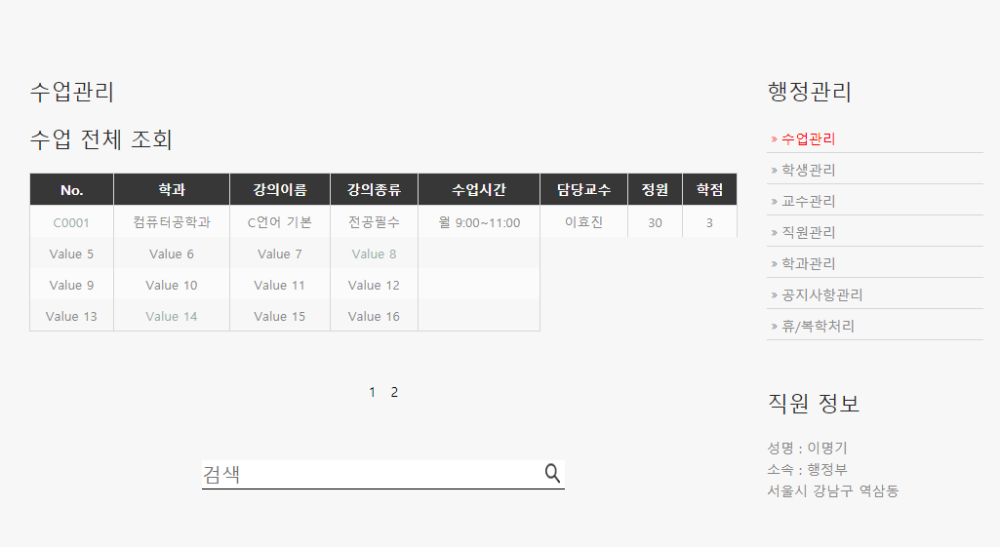 수업관리
수업 전체 조회
No. 학과 강의이름 강의종류 수업시간 담당교수 정원 학점
C0001 컴퓨터공학과 C언어 기본 전공필수 월 9:00~11:00 이효진 30 3
Value 5 Value 6 Value 7 Value 8
Value 9 Value 10 Value 11 Value 12
Value 13 Value 14 Value 15 Value 16
1 2
검색
행정관리
» 수업관리
» 학생관리
» 교수관리
» 직원관리
» 학과관리
» 공지사항관리
» 휴/복학처리
직원 정보
성명 : 이명기
소속 : 행정부
서울시 강남구 역삼동